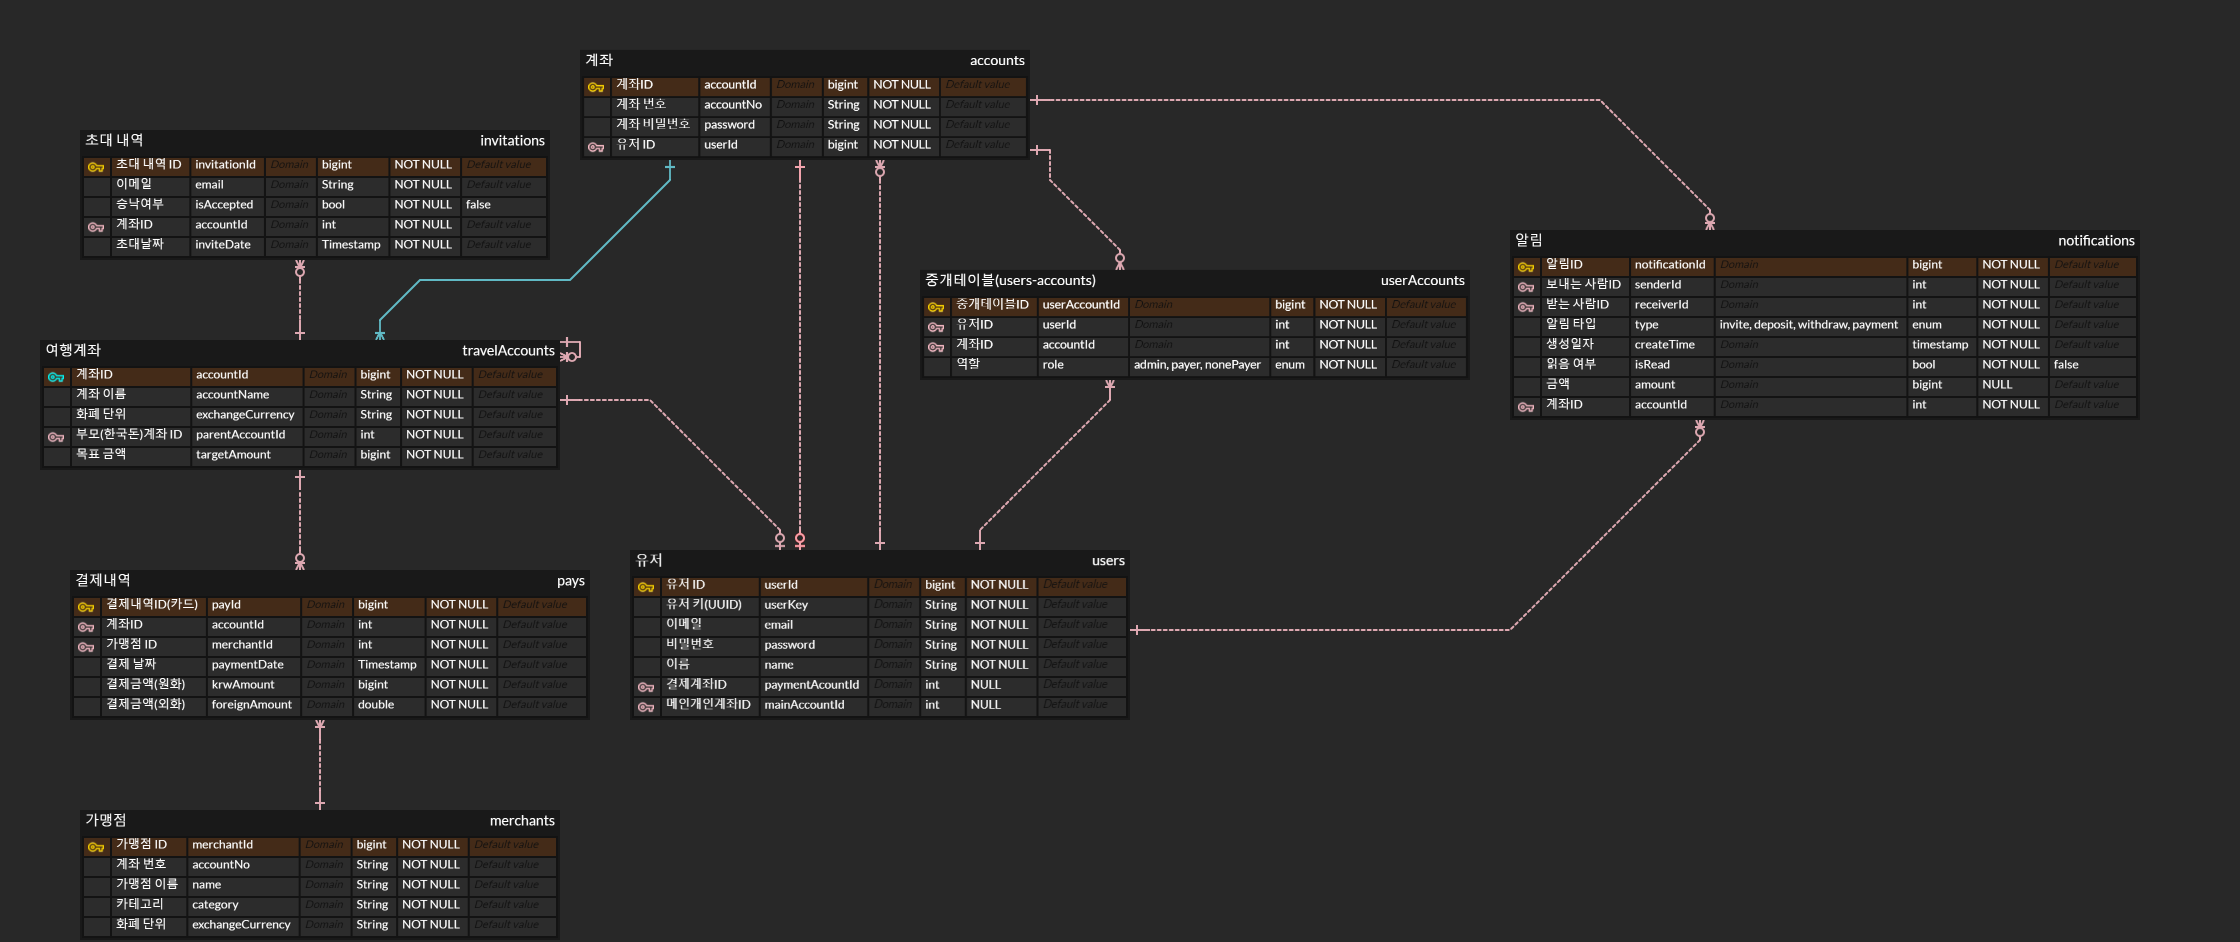 계좌 accounts
계좌ID accountId Domain bigint NOT NULL Default value
계좌 번호 accountNo Domain String NOT NULL Default value
계좌 비밀번호 password Domain String NOT NULL Default value
유저 ID userId Domain bigint NOT NULL Default value
초대 내역 invitations
초대 내역 ID invitationId Domain bigint NOT NULL Default value
이메일 email Domain String NOT NULL Default value
승낙여부 isAccepted Domain bool NOT NULL false
계좌ID accountId Domain int NOT NULL Default value
초대날짜 inviteDate Domain Timestamp NOT NULL Default value
알림 notifications
알림ID notificationId Domain bigint NOT NULL Default value
보내는 사람ID senderId Domain int NOT NULL Default value
받는 사람ID receiverId Domain int NOT NULL Default value
알림 타입 type invite, deposit, withdraw, payment enum NOT NULL Default value
생성일자 createTime Domain timestamp NOT NULL Default value
읽음 여부 isRead Domain bool NOT NULL false
금액 amount Domain bigint NULL Default value
계좌ID accountId Domain int NOT NULL Default value
중개테이블(users-accounts) userAccounts
중개테이블ID userAccountId Domain bigint NOT NULL Default value
유저ID userId Domain int NOT NULL Default value
계좌ID accountId Domain int NOT NULL Default value
역할 role admin, payer, nonePayer enum NOT NULL Default value
여행계좌 travelAccounts
계좌ID accountId Domain bigint NOT NULL Default value
계좌 이름 accountName Domain String NOT NULL Default value
화폐 단위 exchangeCurrency Domain String NOT NULL Default value
부모(한국돈)계좌 ID parentAccountId Domain int NOT NULL Default value
목표 금액 targetAmount Domain bigint NOT NULL Default value
결제내역 pays
결제내역ID(카드) payId Domain bigint NOT NULL Default value
계좌ID accountId Domain int NOT NULL Default value
가맹점 ID merchantId Domain int NOT NULL Default value
결제 날짜 paymentDate Domain Timestamp NOT NULL Default value
결제금액(원화) krwAmount Domain bigint NOT NULL Default value
결제금액(외화) foreignAmount Domain double NOT NULL Default value
유저 users
유저 ID userId Domain bigint NOT NULL Default value
유저 키(UUID) userKey Domain String NOT NULL Default value
이메일 email Domain String NOT NULL Default value
비밀번호 password Domain String NOT NULL Default value
이름 name Domain String NOT NULL Default value
결제계좌ID paymentAcountId Domain int NULL Default value
메인개인계좌ID mainAccountId Domain int NULL Default value
가맹점 merchants
가맹점 ID merchantId Domain bigint NOT NULL Default value
계좌 번호 accountNo Domain String NOT NULL Default value
가맹점 이름 name Domain String NOT NULL Default value
카테고리 category Domain String NOT NULL Default value
화폐 단위 exchangeCurrency Domain String NOT NULL Default value